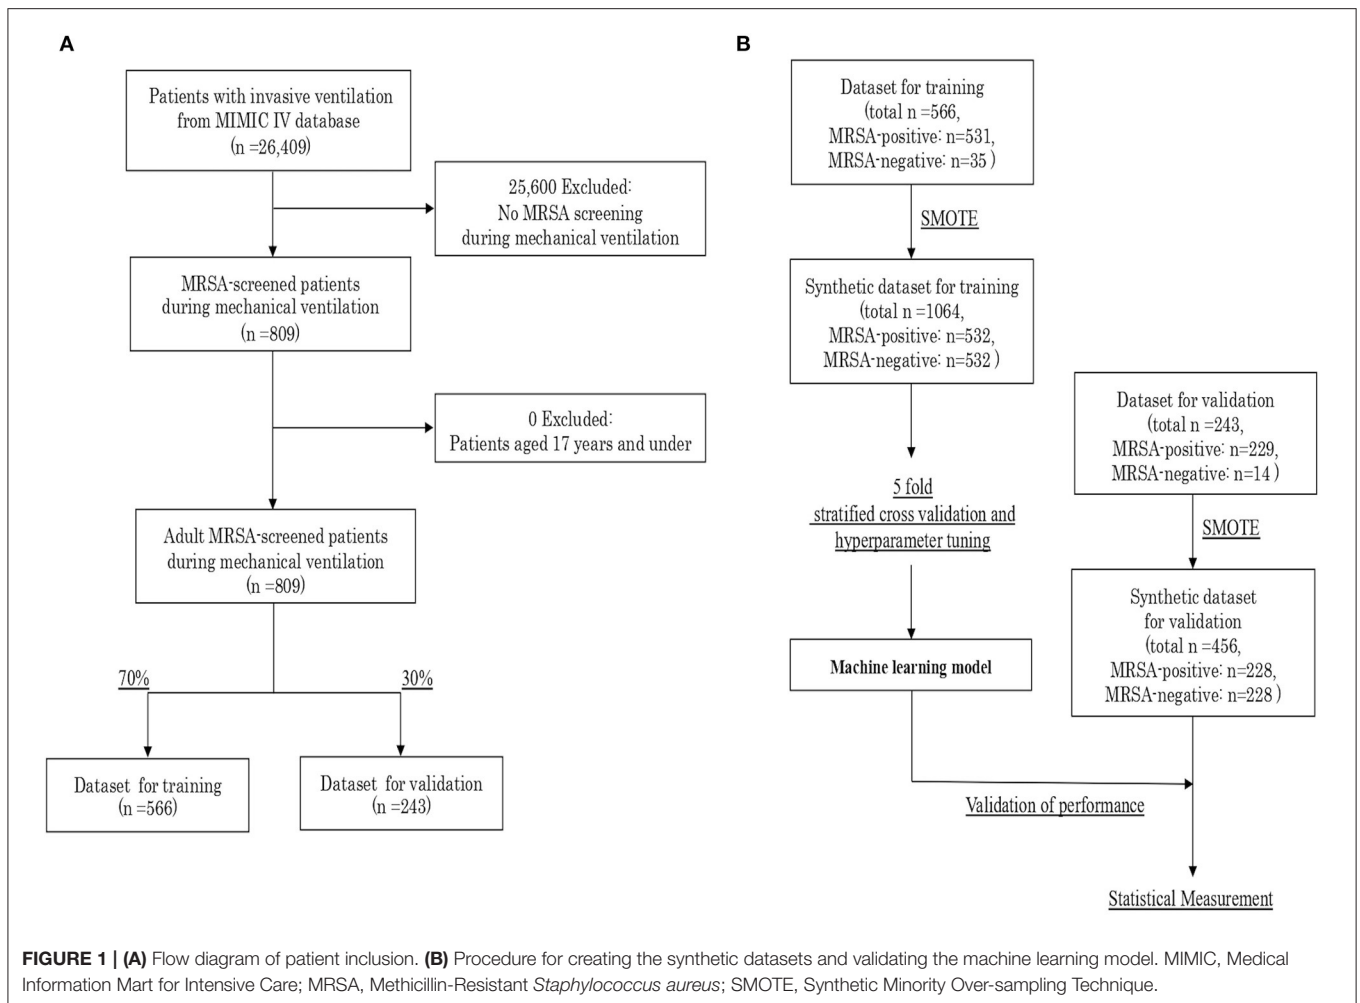 A
Patients with invasive ventilation
from MIMIC IV database
(n =26,409)
25,600 Excluded:
No MRSA screening
during mechanical ventilation
MRSA-screened patients
during mechanical ventilation
(n =809)
0 Excluded:
Patients aged 17 years and under
Adult MRSA-screened patients
during mechanical ventilation
(n =809)
70%
30%
Dataset for training
(n =566)
Dataset for validation
(n =243)
B
Dataset for training
(total n =566,
MRSA-positive: n=531,
MRSA-negative: n=35 )
SMOTE
Synthetic dataset for training
(total n =1064,
MRSA-positive: n=532,
MRSA-negative: n=532 )
5 fold
stratified cross validation and
hyperparameter tuning
Machine learning model
Dataset for validation
(total n =243,
MRSA-positive: n=229,
MRSA-negative: n=14 )
SMOTE
Synthetic dataset
for validation
(total n =456,
MRSA-positive: n=228,
MRSA-negative: n=228 )
Validation of performance
Statistical Measurement
FIGURE 1 | (A) Flow diagram of patient inclusion. (B) Procedure for creating the synthetic datasets and validating the machine learning model. MIMIC, Medical
Information Mart for Intensive Care; MRSA, Methicillin-Resistant Staphylococcus aureus; SMOTE, Synthetic Minority Over-sampling Technique.